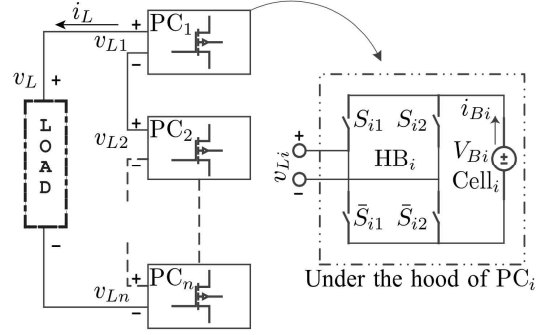 i_L
+ PC_1
v_L1
−
v_L +
LOAD
−
+ PC_2
v_L2
−
+ PC_n
v_Ln
−
S_i1 S_i2 i_Bi
+
v_Li HB_i V_Bi ±
− Cell_i
S̄_i1 S̄_i2
Under the hood of PC_i